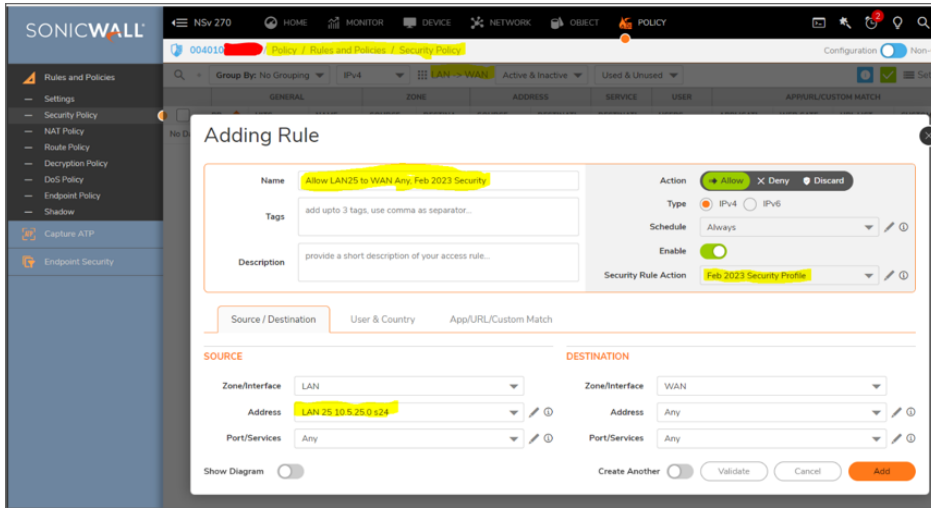 SONICWALL
NSv 270 HOME MONITOR DEVICE NETWORK OBJECT POLICY 2
004010 / Policy / Rules and Policies / Security Policy Configuration Non-
Rules and Policies
Settings
Security Policy
NAT Policy
Route Policy
Decryption Policy
DoS Policy
Endpoint Policy
Shadow
Capture ATP
Endpoint Security
Group By: No Grouping IPv4 LAN -> WAN Active & Inactive Used & Unused
GENERAL ZONE ADDRESS SERVICE USER APP/URL/CUSTOM MATCH
Adding Rule
Name Allow LAN25 to WAN Any, Feb 2023 Security
Tags add upto 3 tags, use comma as separator...
Description provide a short description of your access rule...
Action Allow Deny Discard
Type IPv4 IPv6
Schedule Always
Enable
Security Rule Action Feb 2023 Security Profile
Source / Destination User & Country App/URL/Custom Match
SOURCE
Zone/Interface LAN
Address LAN 25 10.5.25.0 s24
Port/Services Any
Show Diagram
DESTINATION
Zone/Interface WAN
Address Any
Port/Services Any
Create Another Validate Cancel Add